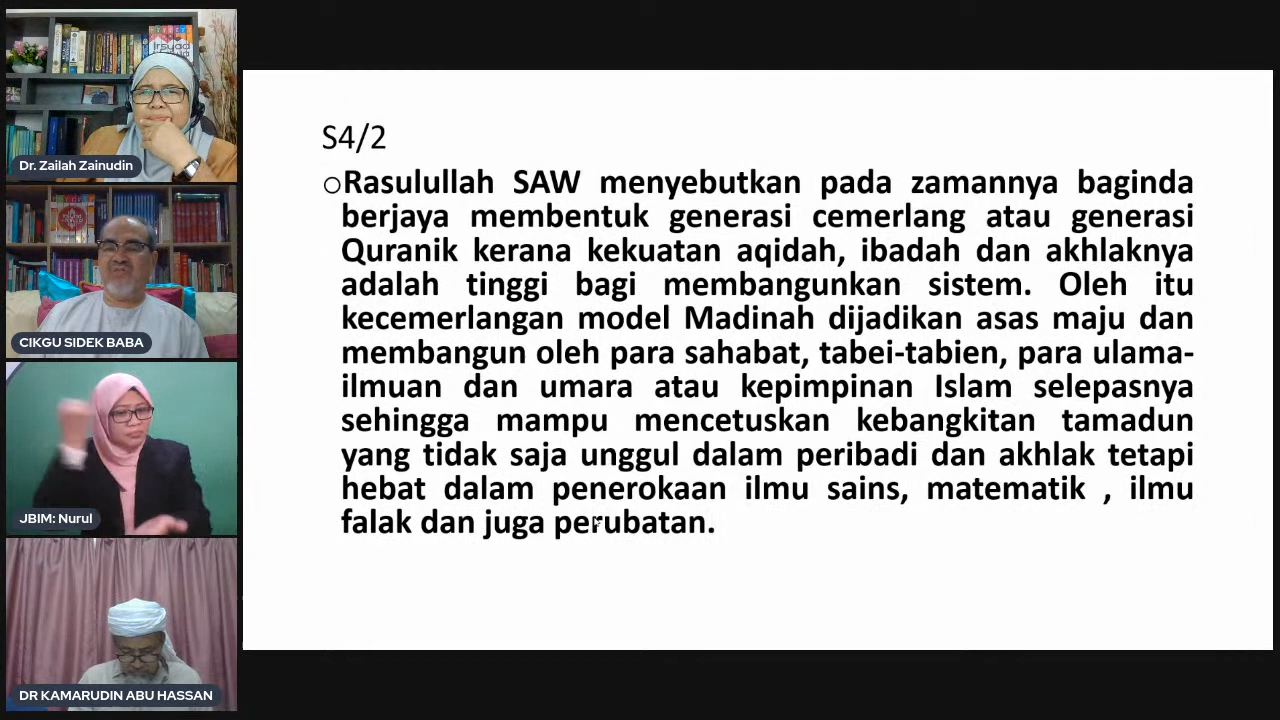 Dr. Zailah Zainudin
CIKGU SIDEK BABA
JBIM: Nurul
DR KAMARUDIN ABU HASSAN
S4/2
Rasulullah SAW menyebutkan pada zamannya baginda
berjaya membentuk generasi cemerlang atau generasi
Quranik kerana kekuatan aqidah, ibadah dan akhlaknya
adalah tinggi bagi membangunkan sistem. Oleh itu
kecemerlangan model Madinah dijadikan asas maju dan
membangun oleh para sahabat, tabei-tabien, para ulama-
ilmuan dan umara atau kepimpinan Islam selepasnya
sehingga mampu mencetuskan kebangkitan tamadun
yang tidak saja unggul dalam peribadi dan akhlak tetapi
hebat dalam penerokaan ilmu sains, matematik , ilmu
falak dan juga perubatan.